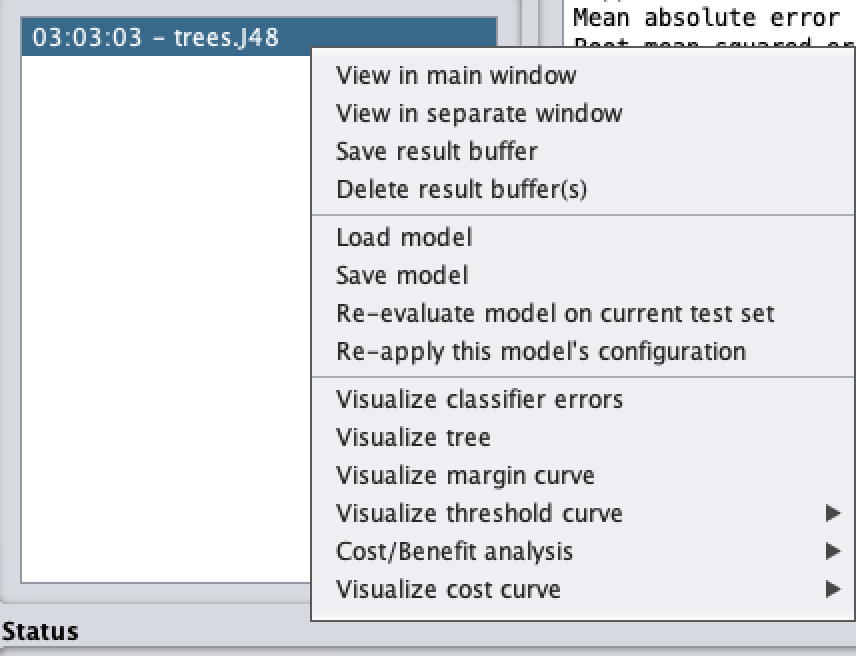 Mean absolute error
03:03:03 – trees.J48
View in main window
View in separate window
Save result buffer
Delete result buffer(s)
Load model
Save model
Re-evaluate model on current test set
Re-apply this model's configuration
Visualize classifier errors
Visualize tree
Visualize margin curve
Visualize threshold curve
Cost/Benefit analysis
Visualize cost curve
Status